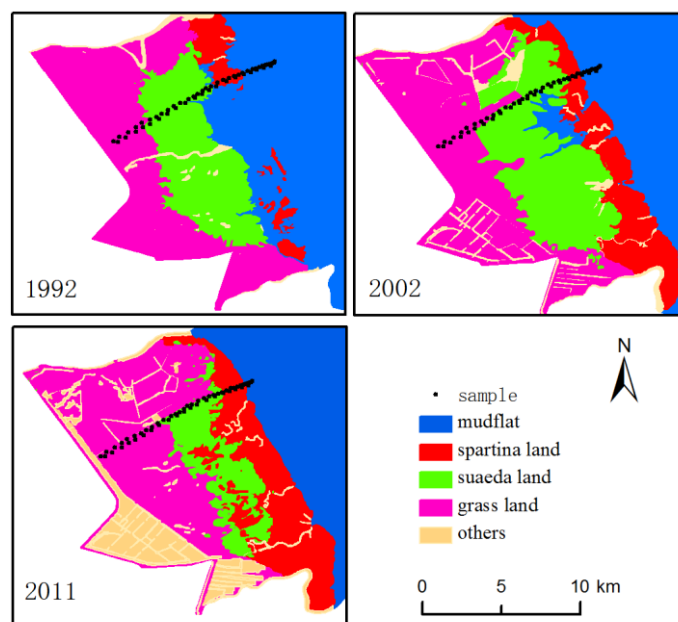 1992
2002
2011
N
sample
mudflat
spartina land
suaeda land
grass land
others
0 5 10 km